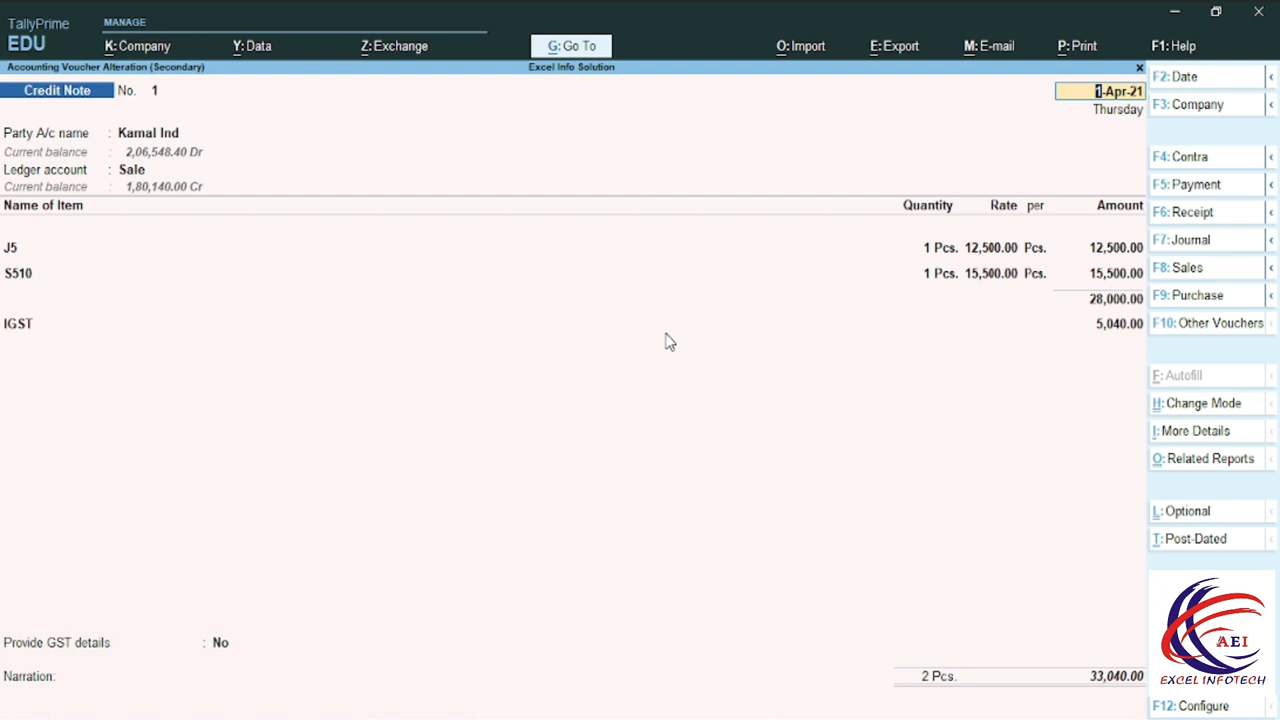 TallyPrime
EDU
MANAGE
K: Company
Y: Data
Z: Exchange
G: Go To
O: Import
E: Export
M: E-mail
P: Print
F1: Help
Accounting Voucher Alteration (Secondary)
Excel Info Solution
Credit Note No. 1
1-Apr-21
Thursday
Party A/c name : Kamal Ind
Current balance : 2,06,548.40 Dr
Ledger account : Sale
Current balance : 1,80,140.00 Cr
Name of Item Quantity Rate per Amount
J5 1 Pcs. 12,500.00 Pcs. 12,500.00
S510 1 Pcs. 15,500.00 Pcs. 15,500.00
28,000.00
IGST 5,040.00
Provide GST details : No
Narration: 2 Pcs. 33,040.00
F2: Date
F3: Company
F4: Contra
F5: Payment
F6: Receipt
F7: Journal
F8: Sales
F9: Purchase
F10: Other Vouchers
F: Autofill
H: Change Mode
I: More Details
O: Related Reports
L: Optional
T: Post-Dated
AEI
EXCEL INFOTECH
F12: Configure